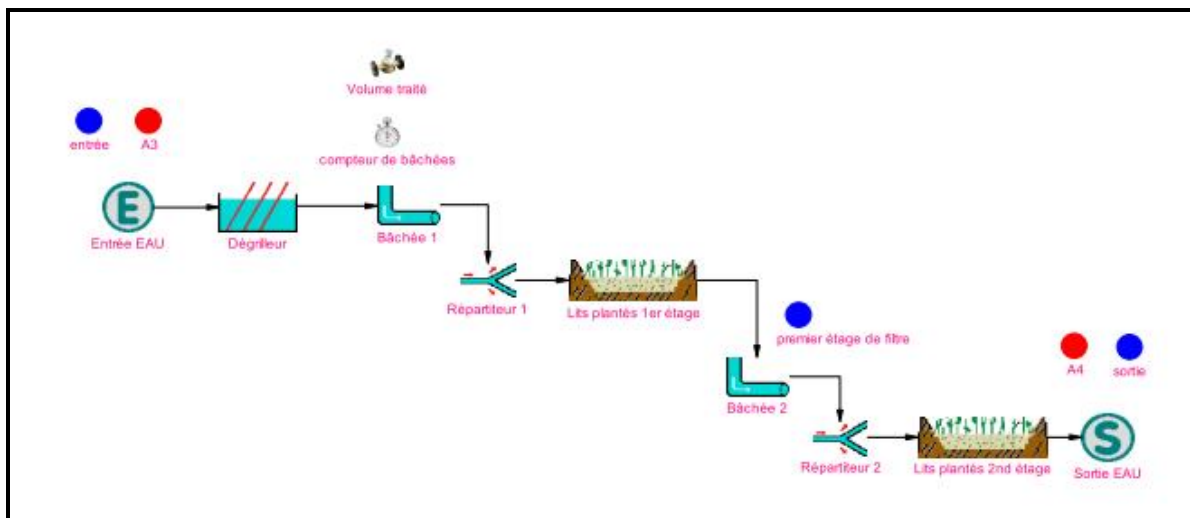 Volume traité
entrée
A3
compteur de bâchées
E
Entrée EAU
Dégrilleur
Bâchée 1
Répartiteur 1
Lits plantés 1er étage
premier étage de filtre
A4
sortie
Bâchée 2
Répartiteur 2
Lits plantés 2nd étage
S
Sortie EAU